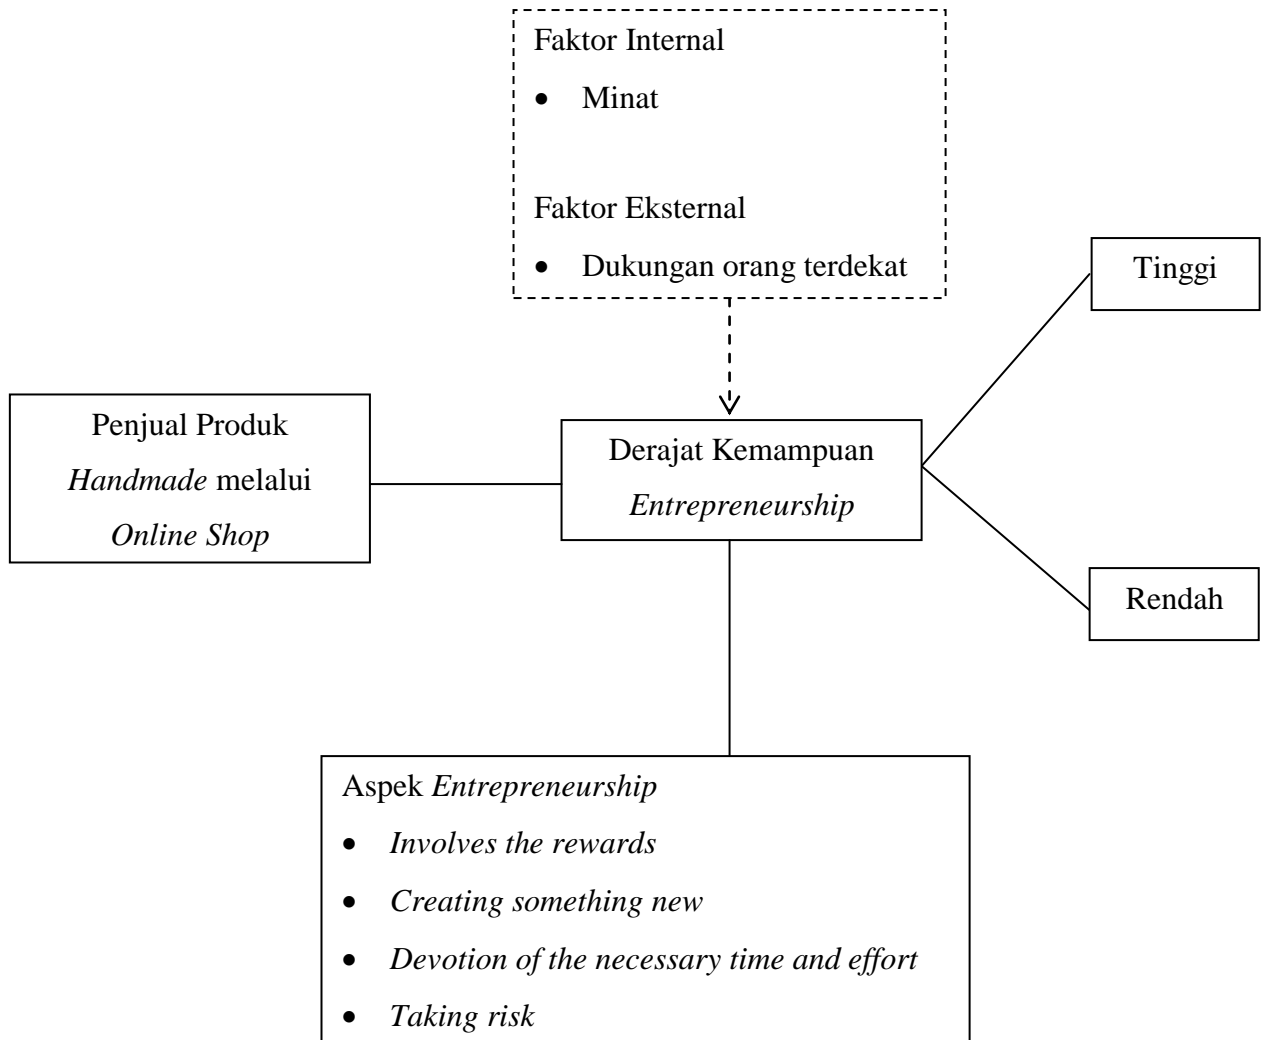 Faktor Internal
• Minat
Faktor Eksternal
• Dukungan orang terdekat
Tinggi
Penjual Produk
Handmade melalui
Online Shop
Derajat Kemampuan
Entrepreneurship
Rendah
Aspek Entrepreneurship
• Involves the rewards
• Creating something new
• Devotion of the necessary time and effort
• Taking risk